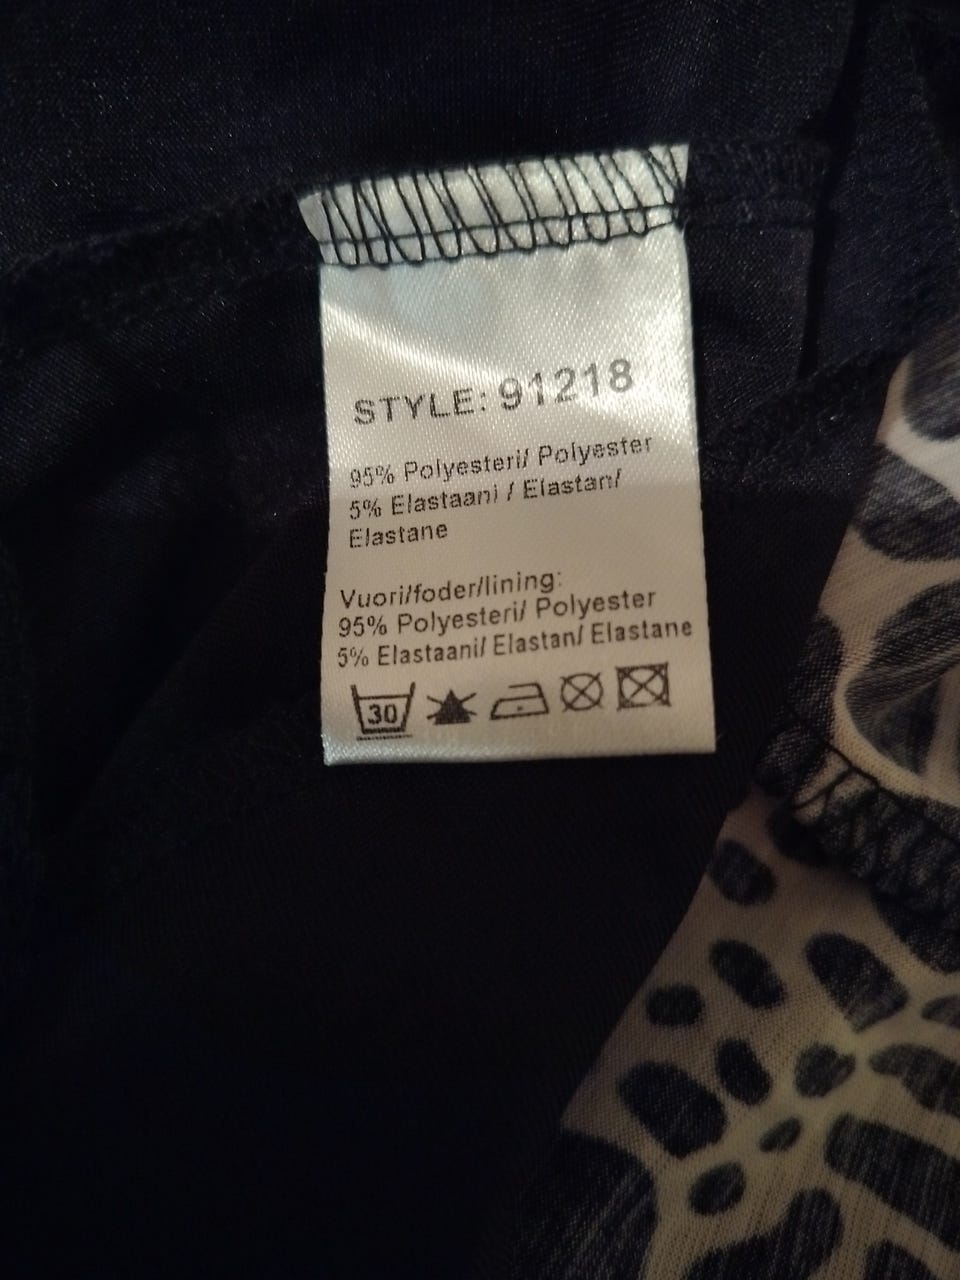 STYLE: 91218
95% Polyesteri/ Polyester
5% Elastaani / Elastan/
Elastane
Vuori/foder/lining:
95% Polyesteri/ Polyester
5% Elastaani/ Elastan/ Elastane
30